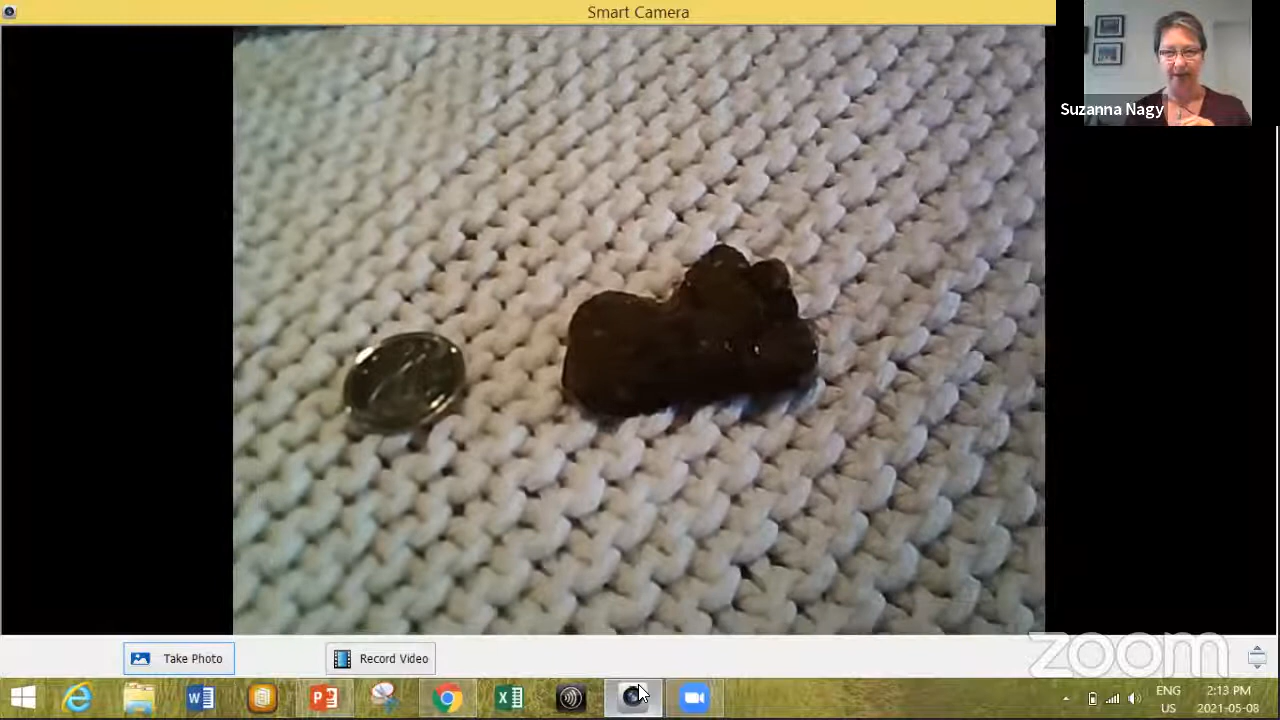 Smart Camera
Suzanna Nagy
Take Photo
Record Video
zoom
ENG
US
2:13 PM
2021-05-08